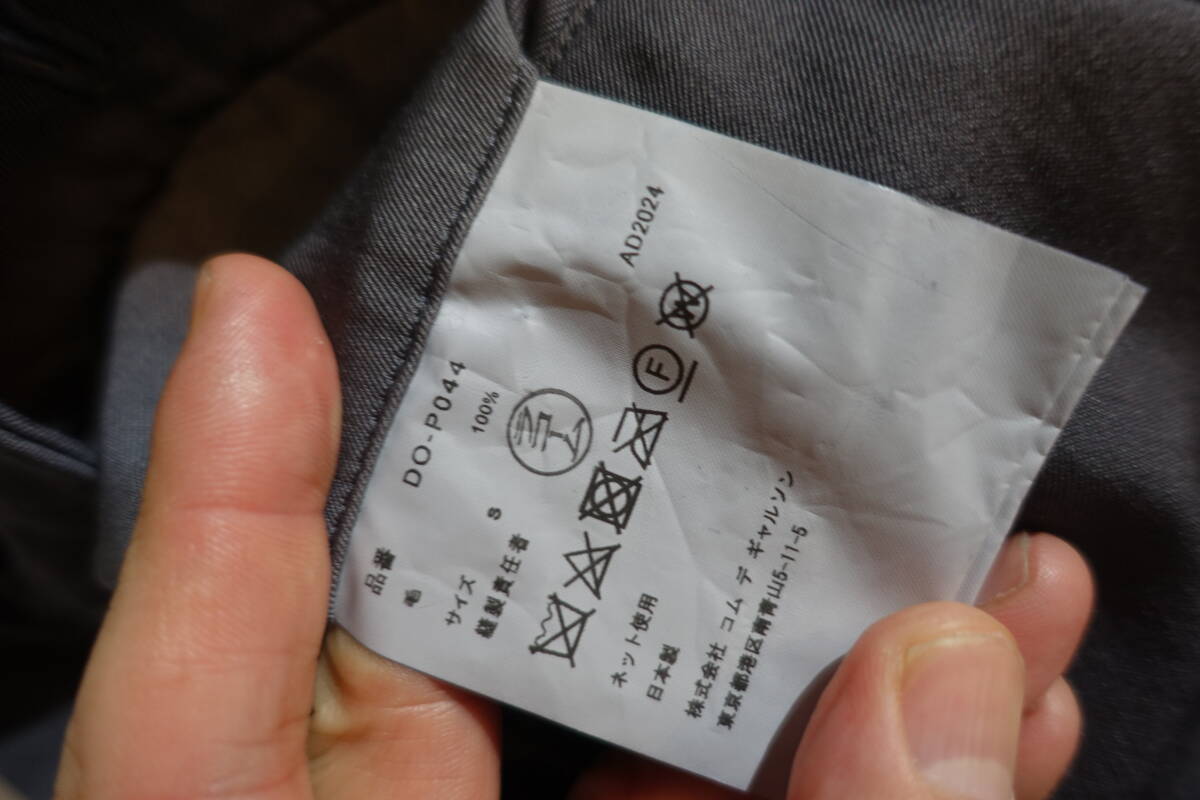 品番 DO-P044
毛 100%
サイズ S
縫製責任者
F
W
AD2024
ネット使用
日本製
株式会社 コム デ ギャルソン
東京都港区南青山5-11-5